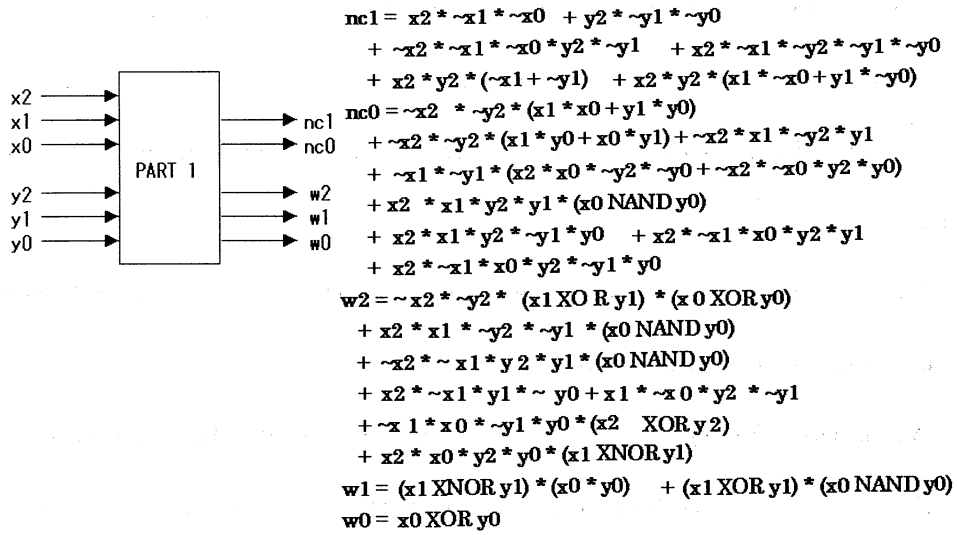 x2
x1
x0
y2
y1
y0
PART 1
nc1
nc0
w2
w1
w0
nc1 = x2 * ~x1 * ~x0 + y2 * ~y1 * ~y0
+ ~x2 * ~x1 * ~x0 * y2 * ~y1 + x2 * ~x1 * ~y2 * ~y1 * ~y0
+ x2 * y2 * (~x1 + ~y1) + x2 * y2 * (x1 * ~x0 + y1 * ~y0)
nc0 = ~x2 * ~y2 * (x1 * x0 + y1 * y0)
+ ~x2 * ~y2 * (x1 * y0 + x0 * y1) + ~x2 * x1 * ~y2 * y1
+ ~x1 * ~y1 * (x2 * x0 * ~y2 * ~y0 + ~x2 * ~x0 * y2 * y0)
+ x2 * x1 * y2 * y1 * (x0 NAND y0)
+ x2 * x1 * y2 * ~y1 * y0 + x2 * ~x1 * x0 * y2 * y1
+ x2 * ~x1 * x0 * y2 * ~y1 * y0
w2 = ~ x2 * ~y2 * (x1 XO R y1) * (x 0 XOR y0)
+ x2 * x1 * ~y2 * ~y1 * (x0 NAND y0)
+ ~x2 * ~ x1 * y 2 * y1 * (x0 NAND y0)
+ x2 * ~x1 * y1 * ~ y0 + x1 * ~x 0 * y2 * ~y1
+ ~x 1 * x 0 * ~y1 * y0 * (x2 XOR y 2)
+ x2 * x0 * y2 * y0 * (x1 XNOR y1)
w1 = (x1 XNOR y1) * (x0 * y0) + (x1 XOR y1) * (x0 NAND y0)
w0 = x0 XOR y0